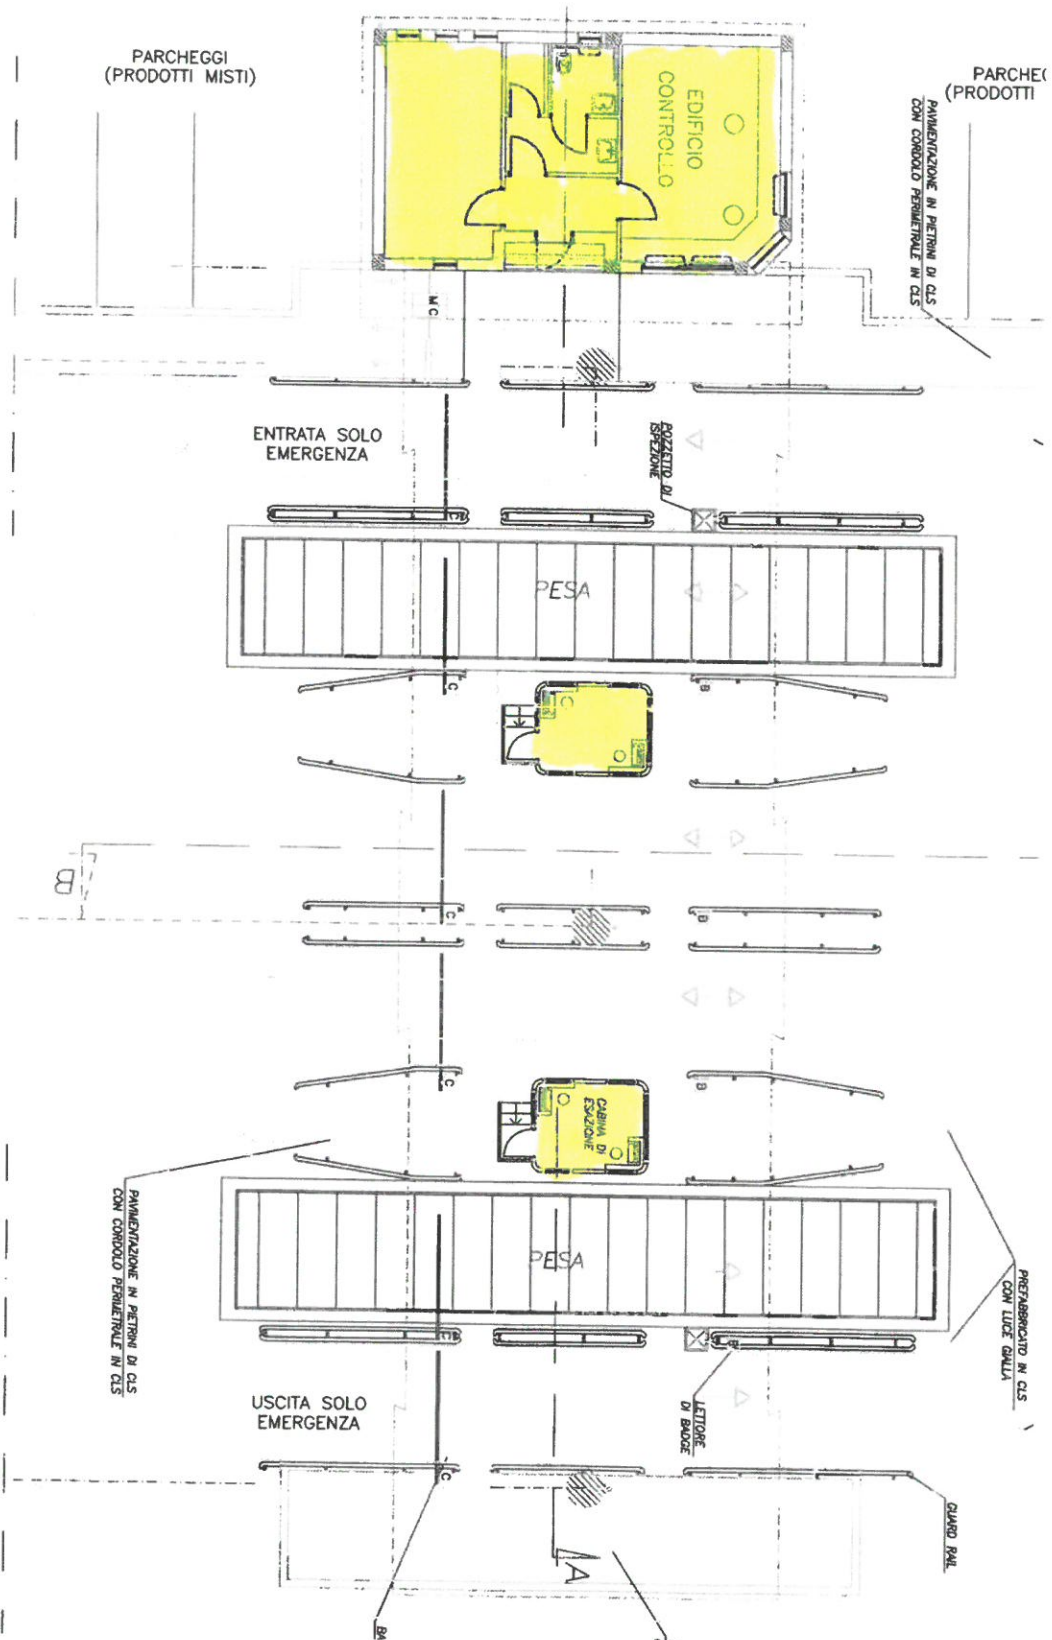 PARCHEGGI
(PRODOTTI MISTI)
PARCHEG
(PRODOTTI
EDIFICIO
CONTROLLO
PAVIMENTAZIONE IN PIETRINI DI CLS
CON CORDOLO PERIMETRALE IN CLS
MC
ENTRATA SOLO
EMERGENZA
POZZETTO DI
ISPEZIONE
C
PESA
C
B
B
C
B
C
B
CABINA DI
ESAZIONE
PAVIMENTAZIONE IN PIETRINI DI CLS
CON CORDOLO PERIMETRALE IN CLS
PESA
PREFABBRICATO IN CLS
CON LUCE GIALLA
C
B
USCITA SOLO
EMERGENZA
LETTORE
DI BADGE
C
GUARD RAIL
A
BA